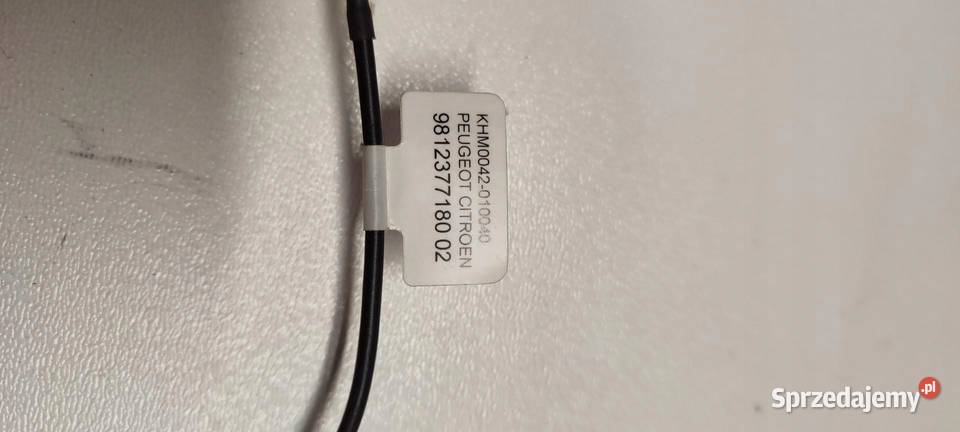 KHM0042-010040
PEUGEOT CITROEN
9812377180 02
Sprzedajemy.pl